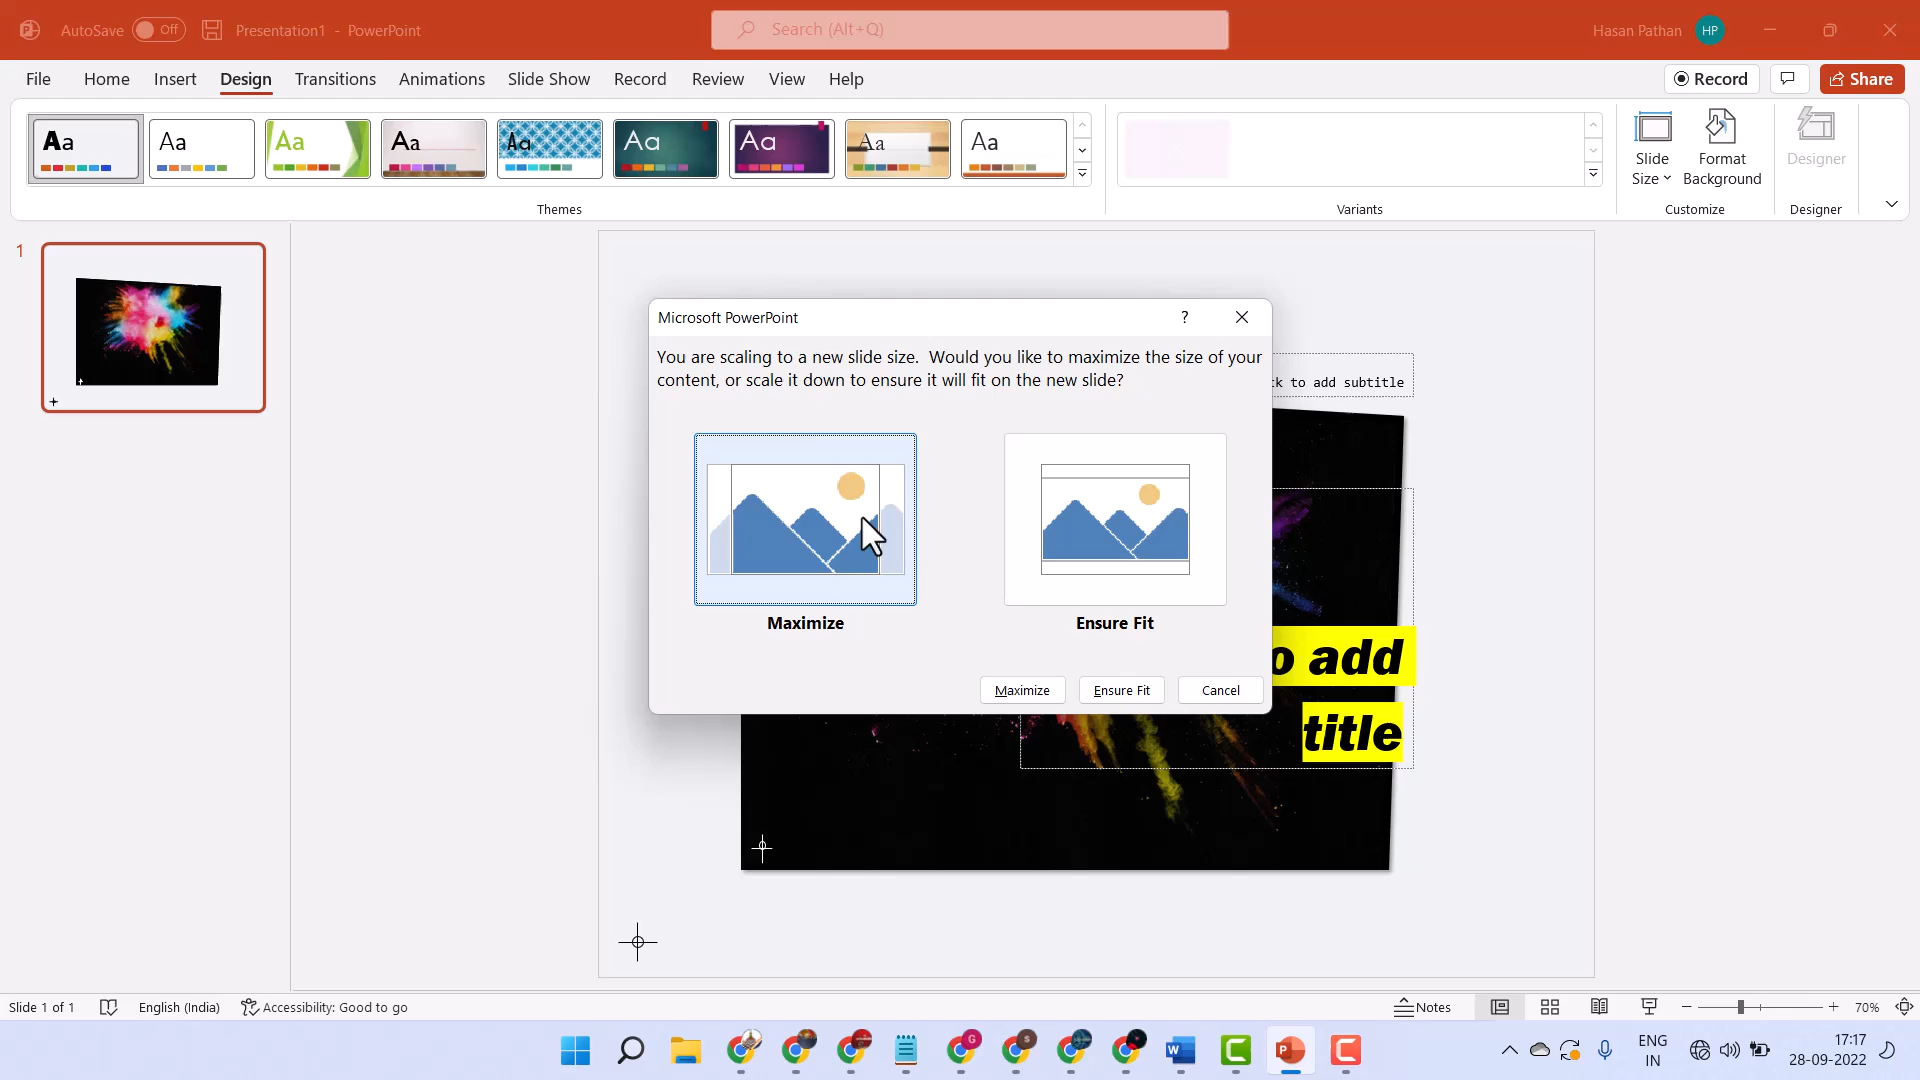 AutoSave Off Presentation1 - PowerPoint Search (Alt+Q) Hasan Pathan HP
File Home Insert Design Transitions Animations Slide Show Record Review View Help Record Share
Aa Aa Aa Aa Aa Aa Aa Aa Aa
Slide Size Format Background Designer
Themes Variants Customize Designer
1
Microsoft PowerPoint ?
You are scaling to a new slide size. Would you like to maximize the size of your
content, or scale it down to ensure it will fit on the new slide?
ck to add subtitle
Maximize Ensure Fit
o add
title
Maximize Ensure Fit Cancel
Slide 1 of 1 English (India) Accessibility: Good to go Notes 70%
G S W P
ENG
IN
17:17
28-09-2022